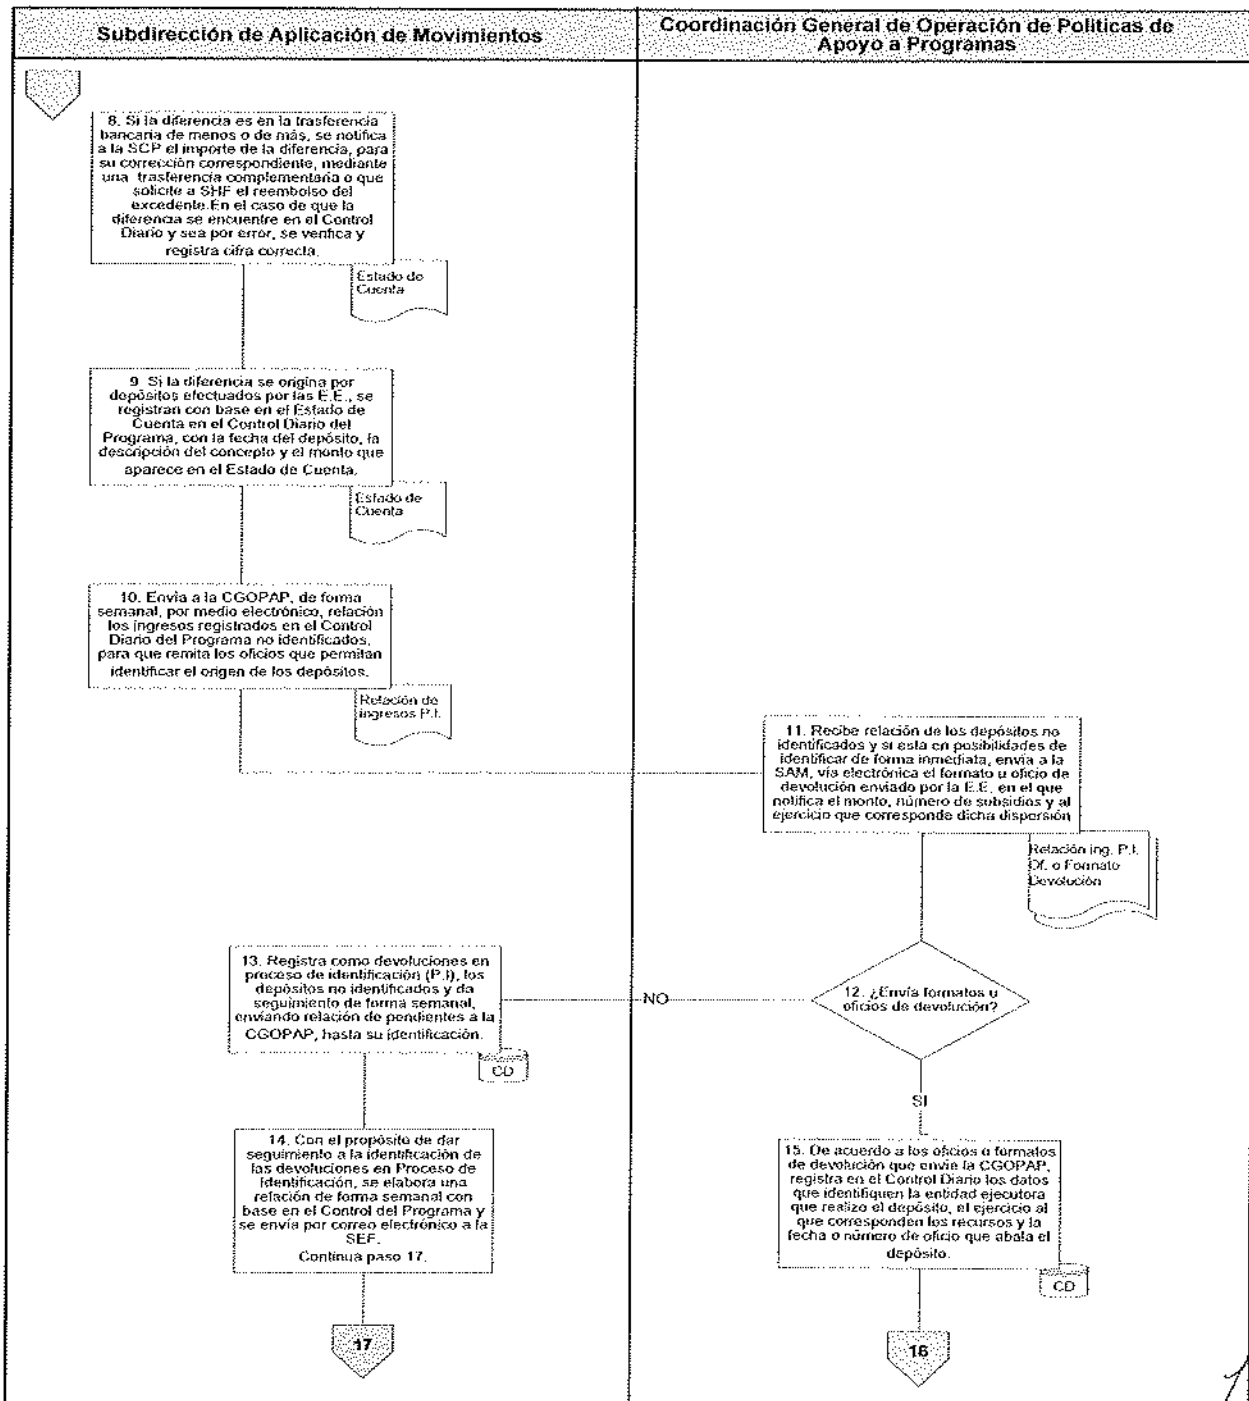 Subdirección de Aplicación de Movimientos
Coordinación General de Operación de Políticas de
Apoyo a Programas
8. Si la diferencia es en la trasferencia
bancaria de menos o de más, se notifica
a la SCP el importe de la diferencia, para
su corrección correspondiente, mediante
una trasferencia complementaria o que
solicite a SHF el reembolso del
excedente.En el caso de que la
diferencia se encuentre en el Control
Diario y sea por error, se verifica y
registra cifra correcta.
Estado de
Cuenta
9. Si la diferencia se origina por
depósitos efectuados por las E.E., se
registran con base en el Estado de
Cuenta en el Control Diario del
Programa, con la fecha del depósito, la
descripción del concepto y el monto que
aparece en el Estado de Cuenta.
Estado de
Cuenta
10. Envía a la CGOPAP, de forma
semanal, por medio electrónico, relación
los ingresos registrados en el Control
Diario del Programa no identificados,
para que remita los oficios que permitan
identificar el origen de los depósitos.
Relación de
ingresos P.I.
11. Recibe relación de los depósitos no
identificados y si esta en posibilidades de
identificar de forma inmediata, envía a la
SAM, vía electrónica el formato u oficio de
devolución enviado por la E.E. en el que
notifica el monto, número de subsidios y al
ejercicio que corresponde dicha dispersión
Relación ing. P.I.
Of. o Formato
Devolución
12. ¿Envía formatos u
oficios de devolución?
NO
13. Registra como devoluciones en
proceso de identificación (P.I), los
depósitos no identificados y da
seguimiento de forma semanal,
enviando relación de pendientes a la
CGOPAP, hasta su identificación.
CD
SI
14. Con el propósito de dar
seguimiento a la identificación de
las devoluciones en Proceso de
Identificación, se elabora una
relación de forma semanal con
base en el Control del Programa y
se envía por correo electrónico a la
SEF.
Continua paso 17.
15. De acuerdo a los oficios o formatos
de devolución que envíe la CGOPAP,
registra en el Control Diario los datos
que identifiquen la entidad ejecutora
que realizo el depósito, el ejercicio al
que corresponden los recursos y la
fecha o número de oficio que abala el
depósito.
CD
17
16